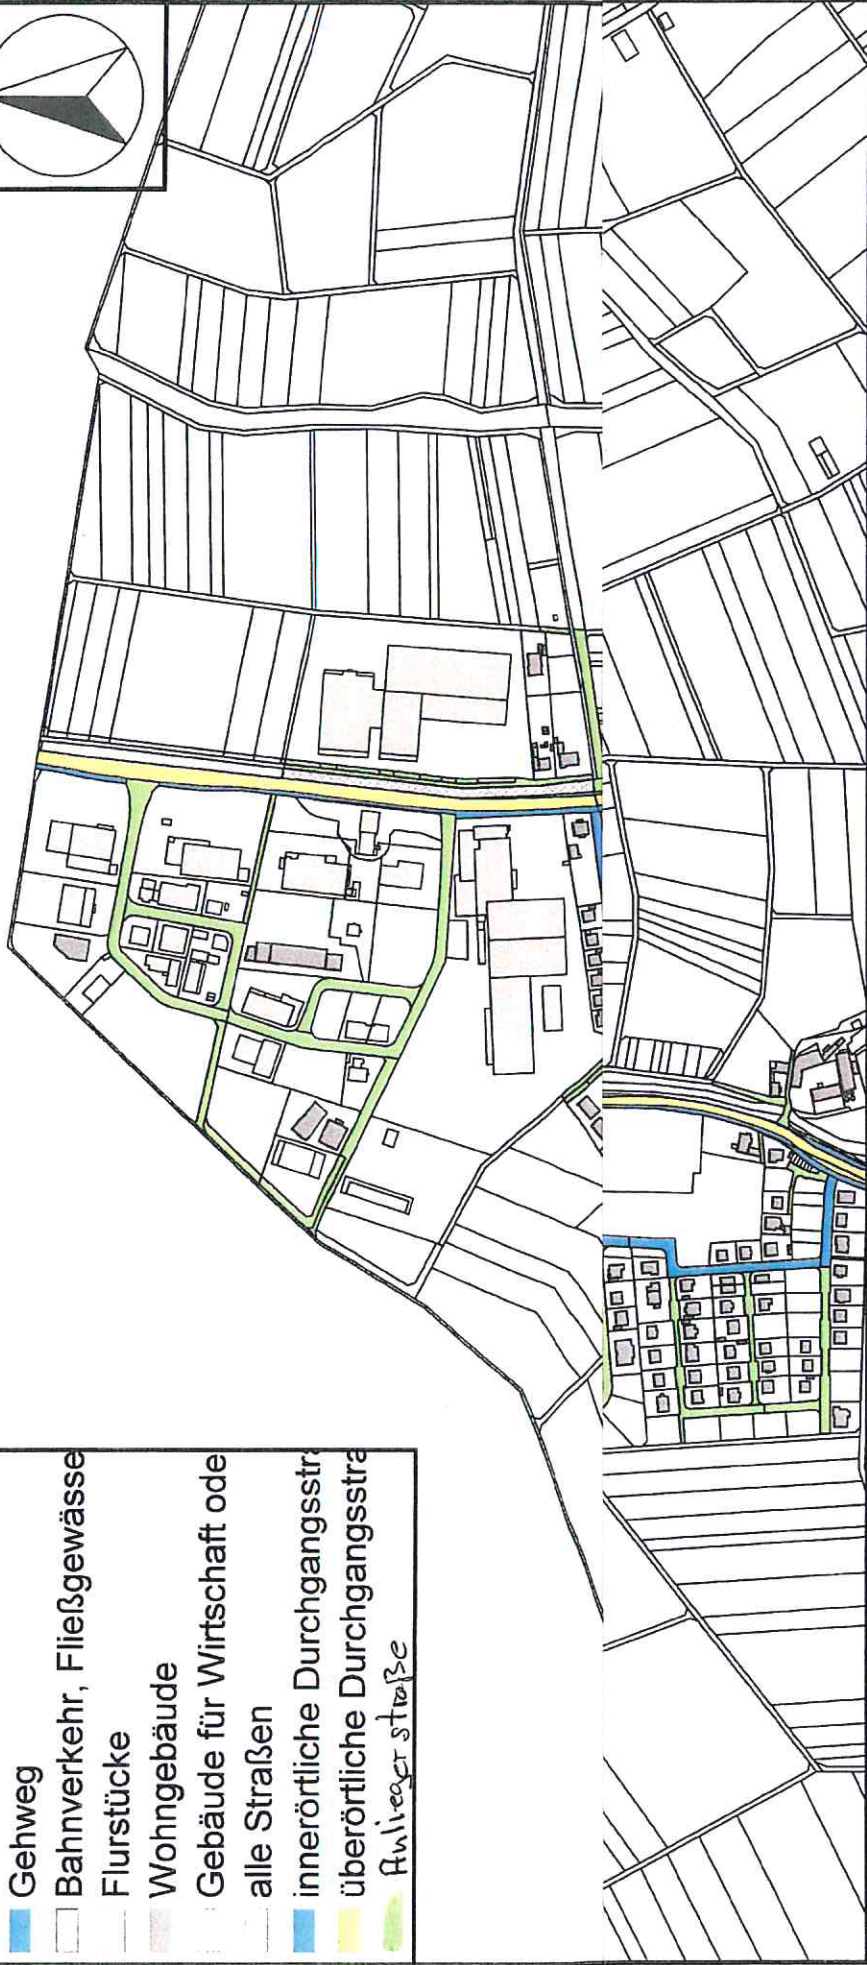 Gehweg
Bahnverkehr, Fließgewässe
Flurstücke
Wohngebäude
Gebäude für Wirtschaft ode
alle Straßen
innerörtliche Durchgangsstra
überörtliche Durchgangsstra
Anliegerstraße